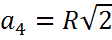 a₄ = R√2